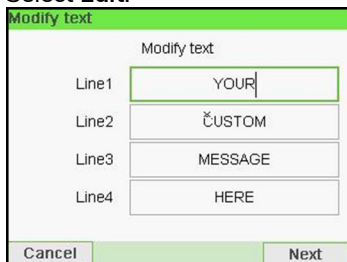 Select Edit.
Modify text
Modify text
Line1 YOUR
Line2 ČUSTOM
Line3 MESSAGE
Line4 HERE
Cancel Next